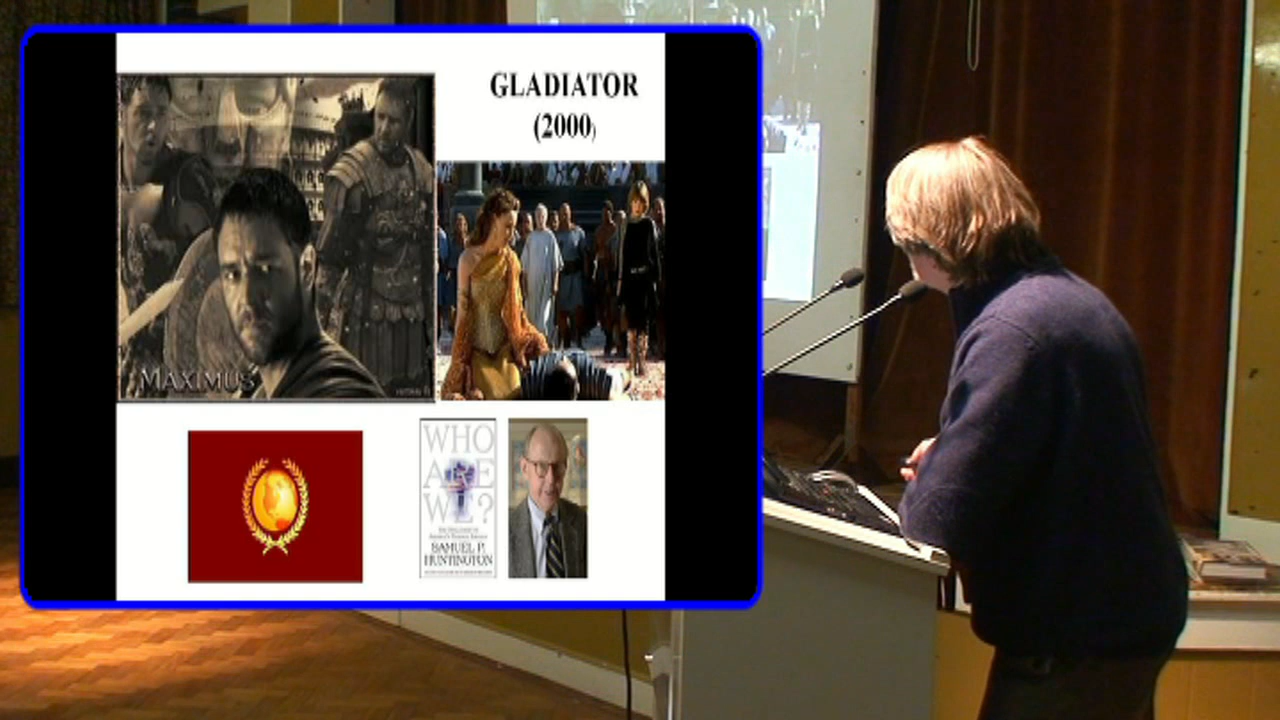 GLADIATOR
(2000)
MAXIMUS
WHO
ARE
WE?
SAMUEL P.
HUNTINGTON